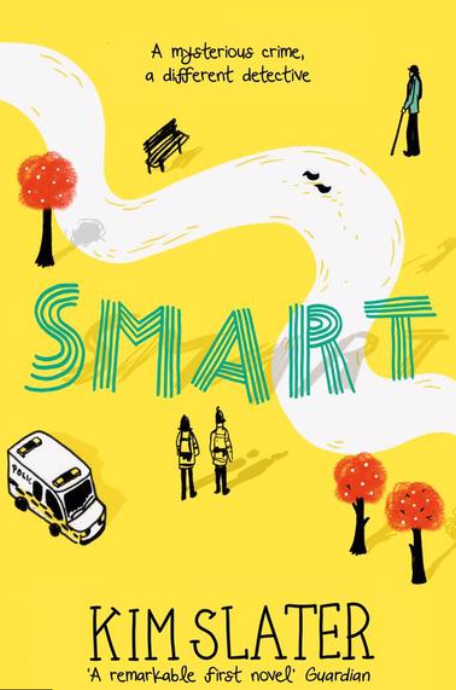 A mysterious crime,
a different detective
SMART
POLICE
KIM SLATER
'A remarkable first novel' Guardian